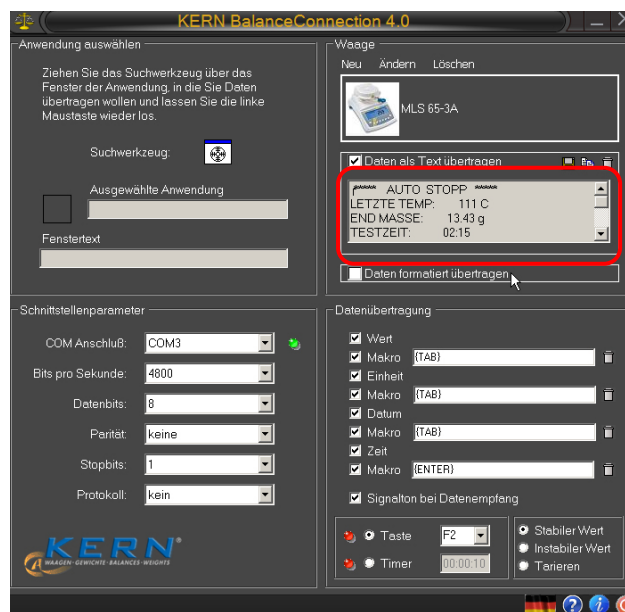 KERN BalanceConnection 4.0
Anwendung auswählen
Ziehen Sie das Suchwerkzeug über das
Fenster der Anwendung, in die Sie Daten
übertragen wollen und lassen Sie die linke
Maustaste wieder los.
Suchwerkzeug:
Ausgewählte Anwendung
Fenstertext
Waage
Neu Ändern Löschen
MLS 65-3A
Daten als Text übertragen
***** AUTO STOPP *****
LETZTE TEMP: 111 C
END MASSE: 13.43 g
TESTZEIT: 02:15
Daten formatiert übertragen
Schnittstellenparameter
COM Anschluß: COM3
Bits pro Sekunde: 4800
Datenbits: 8
Parität: keine
Stopbits: 1
Protokoll: kein
KERN
WAAGEN·GEWICHTE·BALANCES·WEIGHTS
Datenübertragung
Wert
Makro {TAB}
Einheit
Makro {TAB}
Datum
Makro {TAB}
Zeit
Makro {ENTER}
Signalton bei Datenempfang
Taste F2
Timer 00:00:10
Stabiler Wert
Instabiler Wert
Tarieren